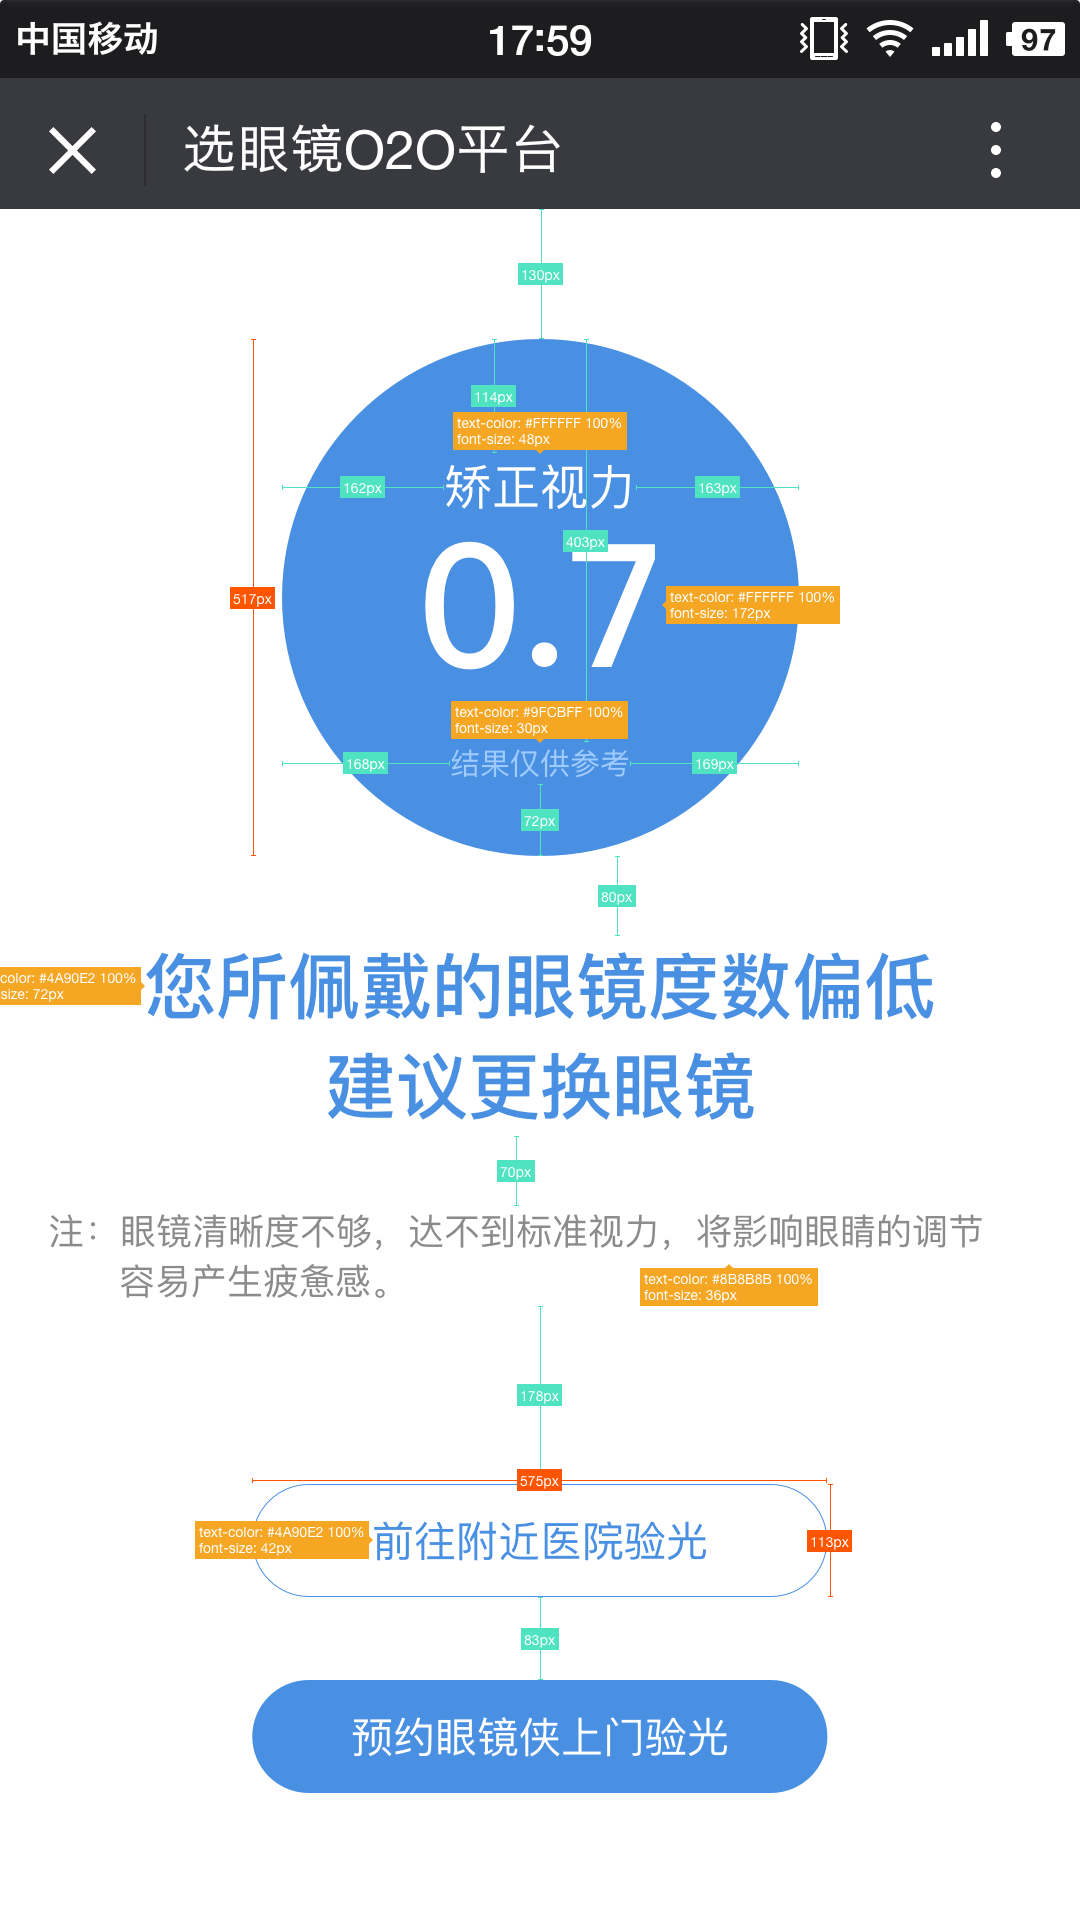 中国移动
17:59
97
选眼镜O2O平台
130px
114px
text-color: #FFFFFF 100%
font-size: 48px
162px
矫正视力
163px
403px
0.7
517px
text-color: #FFFFFF 100%
font-size: 172px
text-color: #9FCBFF 100%
font-size: 30px
168px
结果仅供参考
169px
72px
80px
color: #4A90E2 100%
size: 72px
您所佩戴的眼镜度数偏低
建议更换眼镜
70px
注：眼镜清晰度不够，达不到标准视力，将影响眼睛的调节
容易产生疲惫感。
text-color: #8B8B8B 100%
font-size: 36px
178px
575px
text-color: #4A90E2 100%
font-size: 42px
前往附近医院验光
113px
83px
预约眼镜侠上门验光